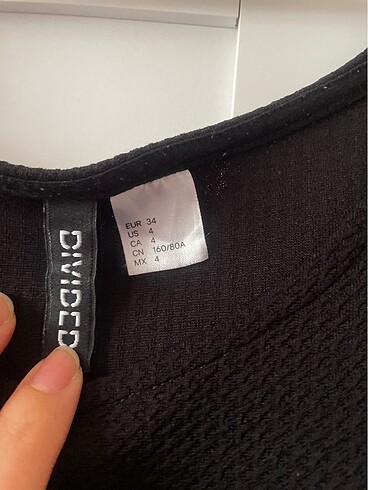 DIVIDED
EUR 34
US 4
CA 4
CN 160/80A
MX 4